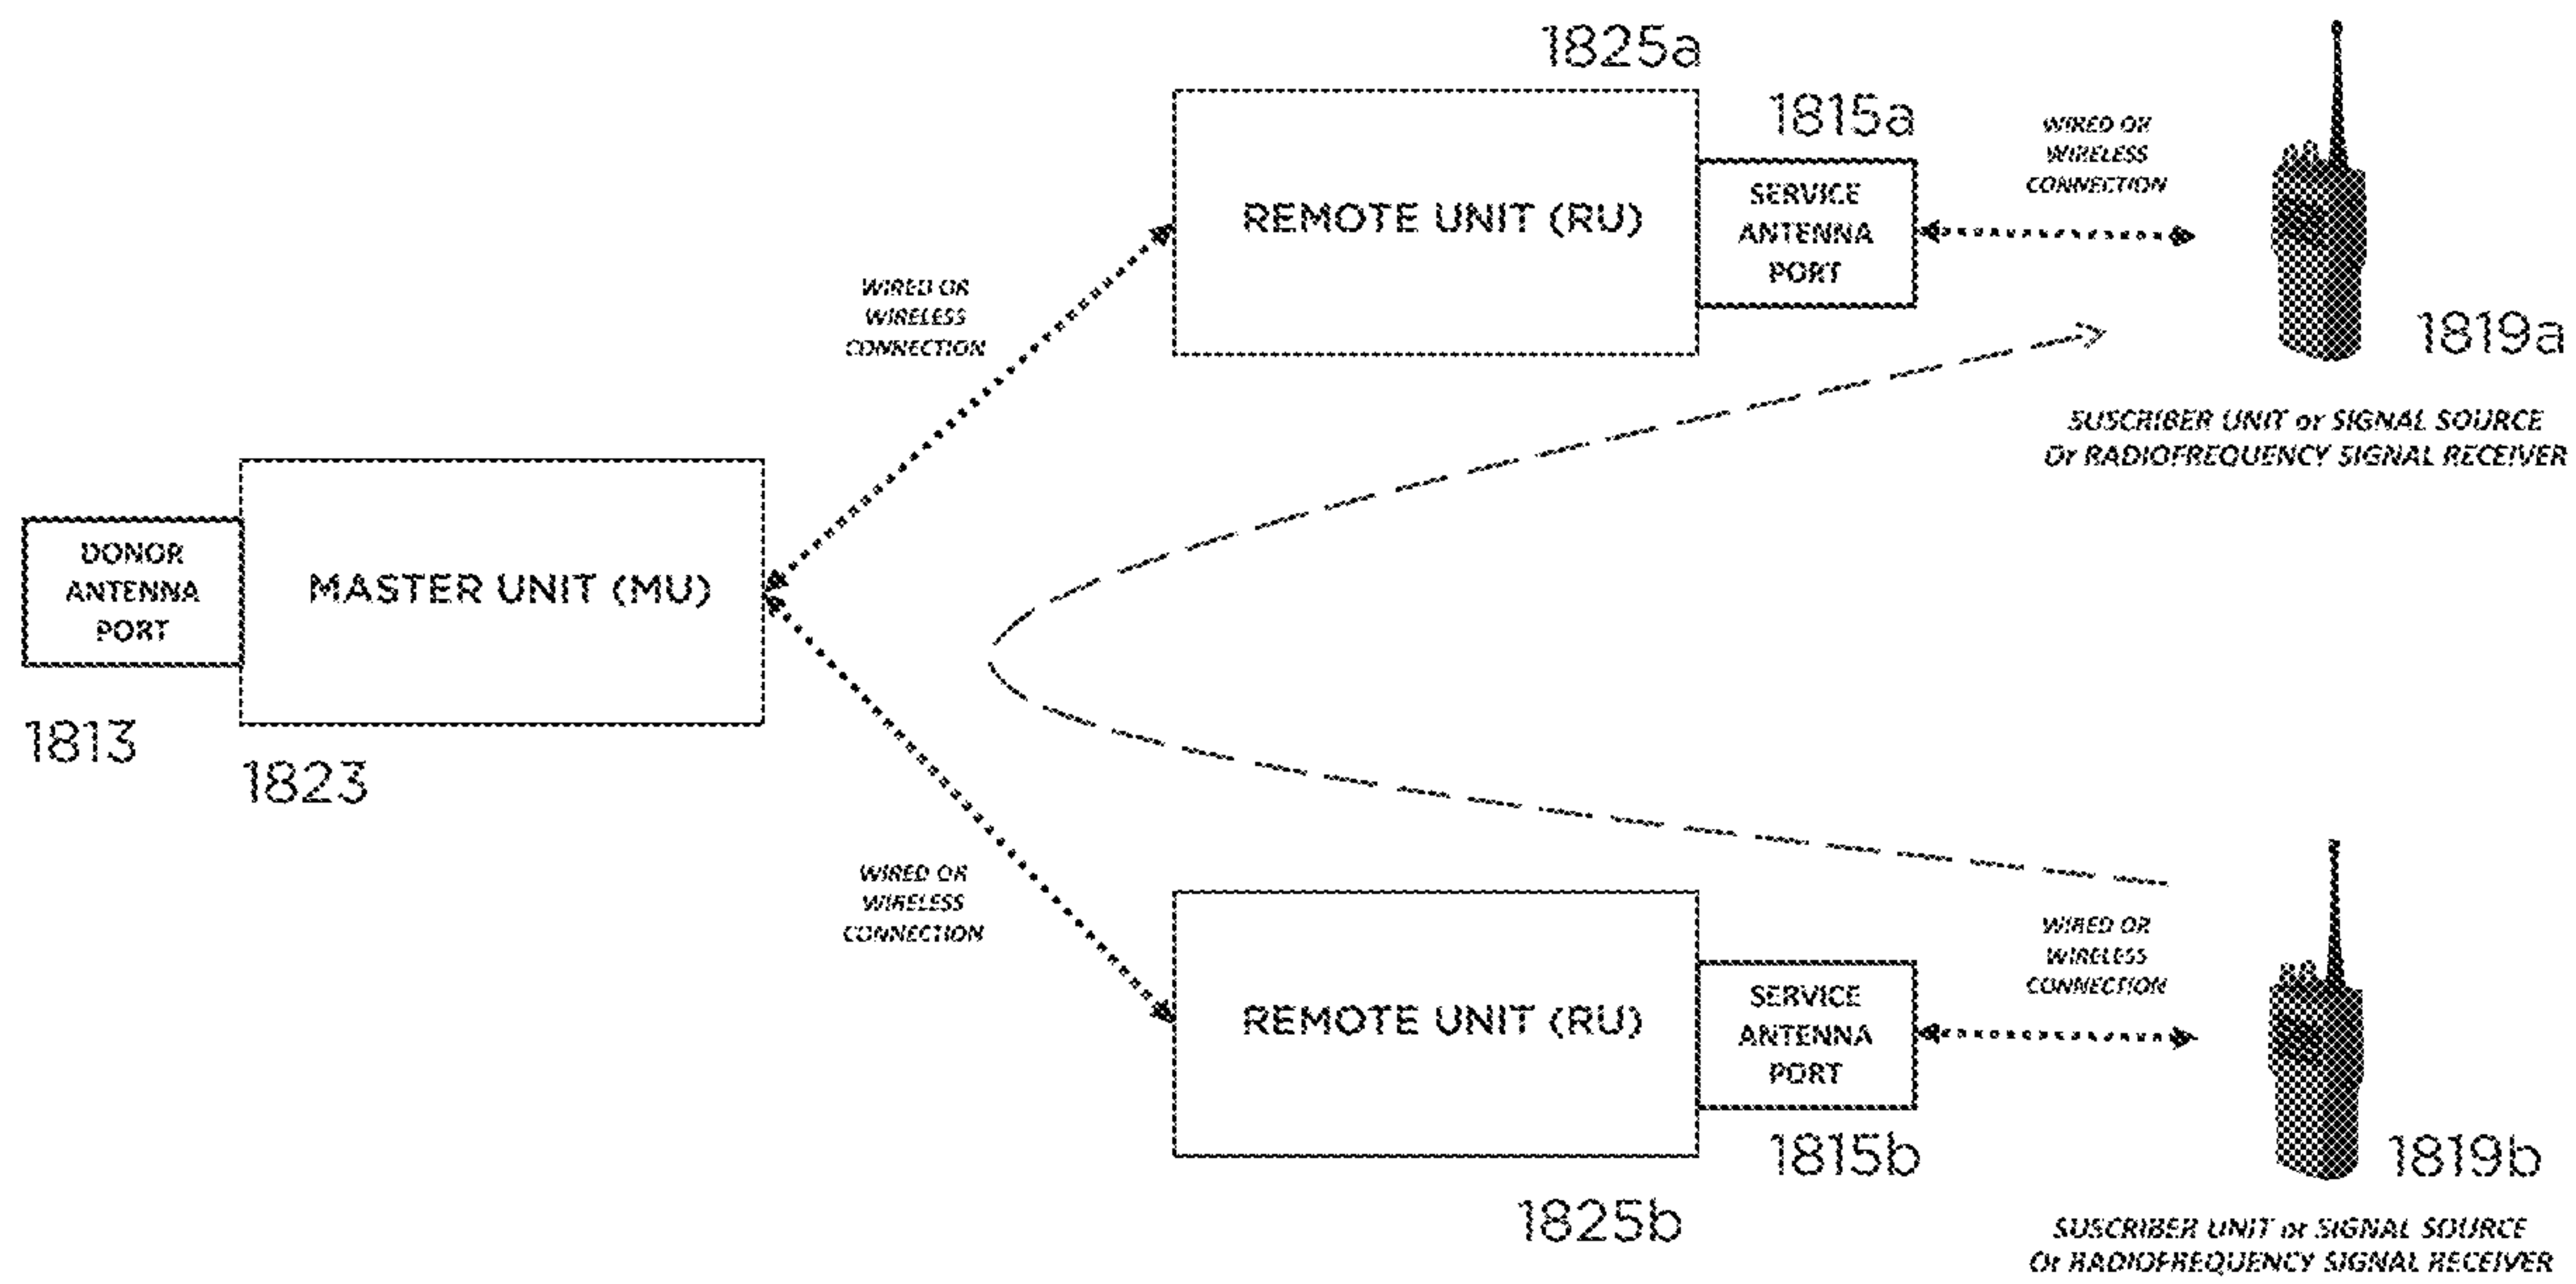 1825a
1815a
REMOTE UNIT (RU)
SERVICE
ANTENNA
PORT
WIRED OR
WIRELESS
CONNECTION
1819a
SUSCRIBER UNIT or SIGNAL SOURCE
Or RADIOFREQUENCY SIGNAL RECEIVER
WIRED OR
WIRELESS
CONNECTION
DONOR
ANTENNA
PORT
MASTER UNIT (MU)
1813
1823
WIRED OR
WIRELESS
CONNECTION
REMOTE UNIT (RU)
SERVICE
ANTENNA
PORT
WIRED OR
WIRELESS
CONNECTION
1815b
1825b
1819b
SUSCRIBER UNIT or SIGNAL SOURCE
Or RADIOFREQUENCY SIGNAL RECEIVER